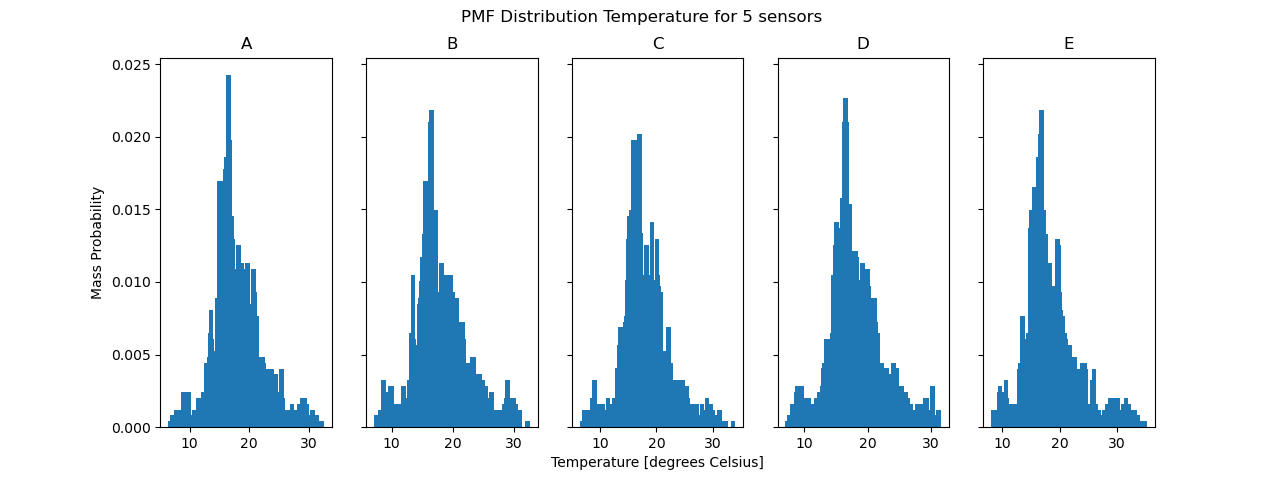 PMF Distribution Temperature for 5 sensors
A B C D E
0.025
0.020
0.015
0.010
0.005
0.000
Mass Probability
10 20 30 10 20 30 10 20 30 10 20 30 10 20 30
Temperature [degrees Celsius]